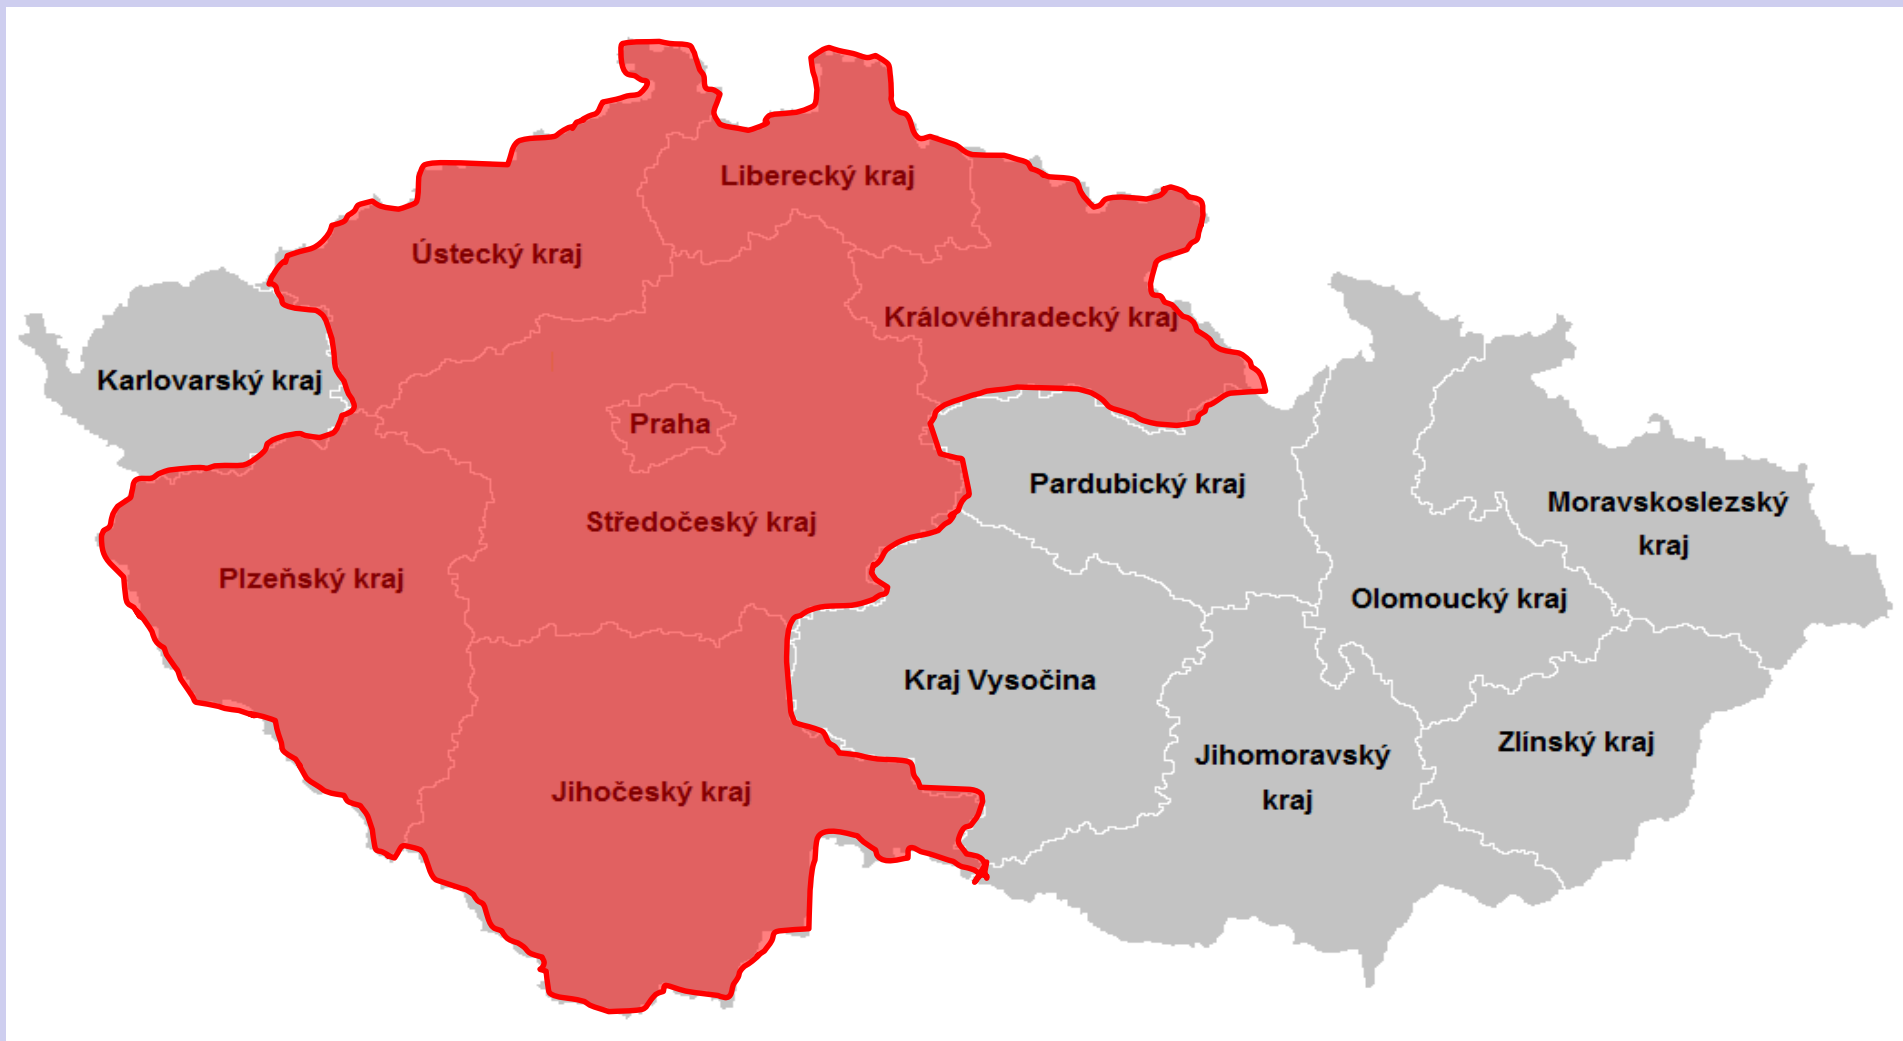 Liberecký kraj
Ústecký kraj
Královéhradecký kraj
Karlovarský kraj
Praha
Pardubický kraj
Středočeský kraj
Moravskoslezský
kraj
Plzeňský kraj
Olomoucký kraj
Kraj Vysočina
Jihomoravský
kraj
Zlínský kraj
Jihočeský kraj